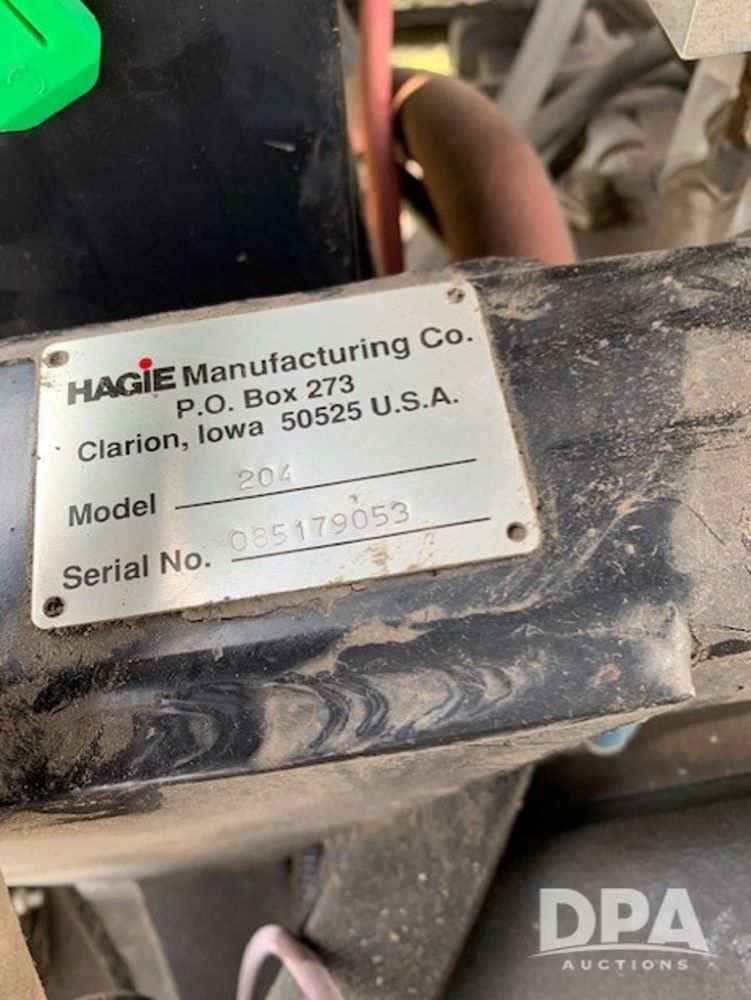 HAGiE Manufacturing Co.
P.O. Box 273
Clarion, Iowa 50525 U.S.A.
Model 204
Serial No. 085179053
DPA
AUCTIONS